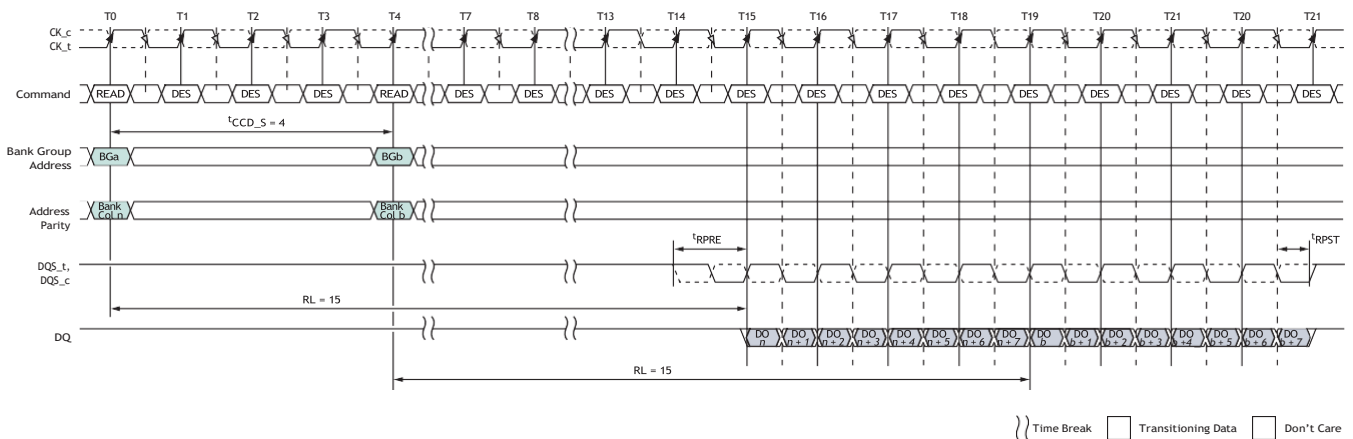 T0 T1 T2 T3 T4 T7 T8 T13 T14 T15 T16 T17 T18 T19 T20 T21 T20 T21
CK_c
CK_t
Command READ DES DES DES READ DES DES DES DES DES DES DES DES DES DES DES DES DES
tCCD_S = 4
Bank Group
Address
BGa BGb
Address
Parity
Bank
Col n
Bank
Col b
tRPRE tRPST
DQS_t,
DQS_c
RL = 15
DQ
DO
n
DO
n + 1
DO
n + 2
DO
n + 3
DO
n + 4
DO
n + 5
DO
n + 6
DO
n + 7
DO
b
DO
b + 1
DO
b + 2
DO
b + 3
DO
b +4
DO
b + 5
DO
b + 6
DO
b + 7
RL = 15
Time Break Transitioning Data Don't Care